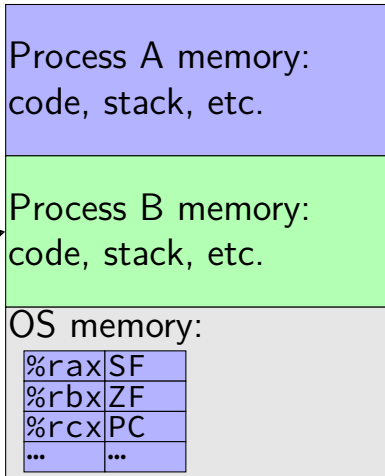 Process A memory:
code, stack, etc.
Process B memory:
code, stack, etc.
OS memory:
%rax SF
%rbx ZF
%rcx PC
… …